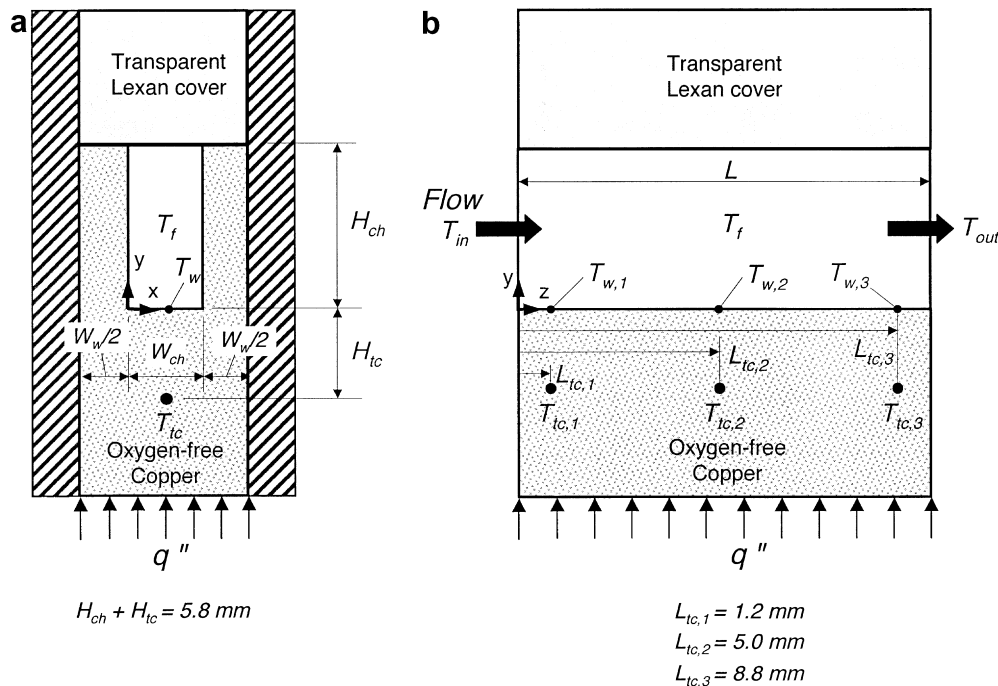 a
Transparent
Lexan cover
T_f
H_ch
y
T_w
x
W_w/2
W_ch
W_w/2
H_tc
T_tc
Oxygen-free
Copper
q "
H_ch + H_tc = 5.8 mm
b
Transparent
Lexan cover
L
Flow
T_in
T_f
T_out
y
z
T_w,1
T_w,2
T_w,3
L_tc,1
L_tc,2
L_tc,3
T_tc,1
T_tc,2
T_tc,3
Oxygen-free
Copper
q "
L_tc,1 = 1.2 mm
L_tc,2 = 5.0 mm
L_tc,3 = 8.8 mm